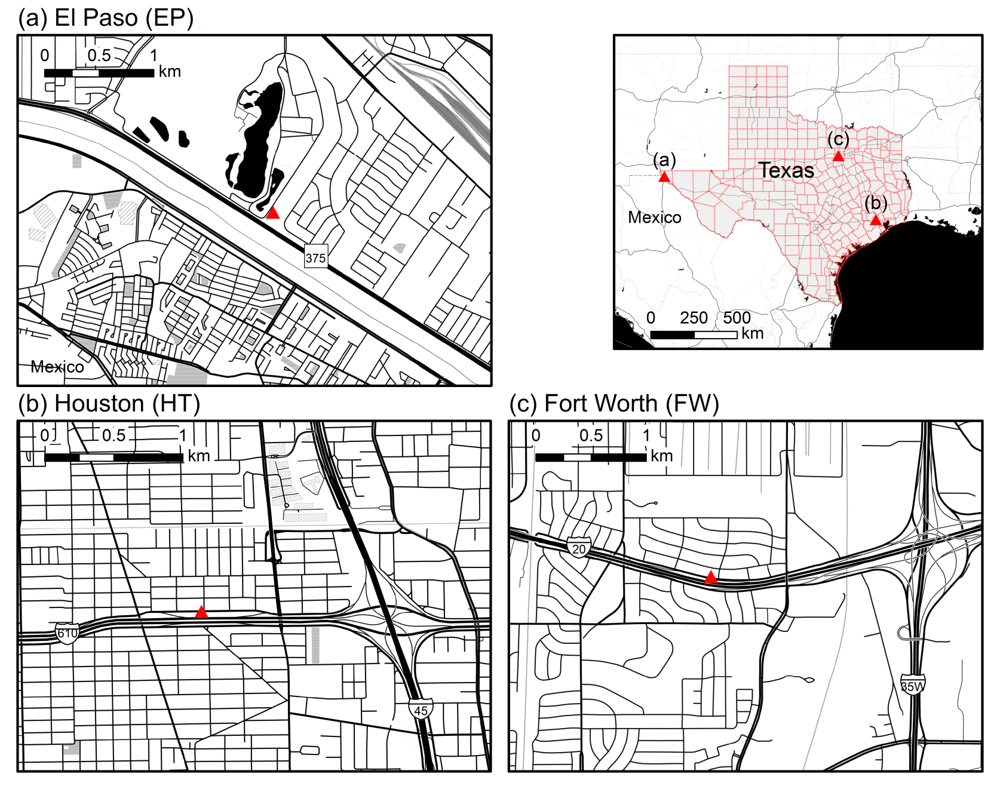 (a) El Paso (EP)
0 0.5 1
km
375
Mexico
(c)
(a)
Texas
(b)
Mexico
0 250 500
km
(b) Houston (HT)
0 0.5 1
km
610
45
(c) Fort Worth (FW)
0 0.5 1
km
20
35W